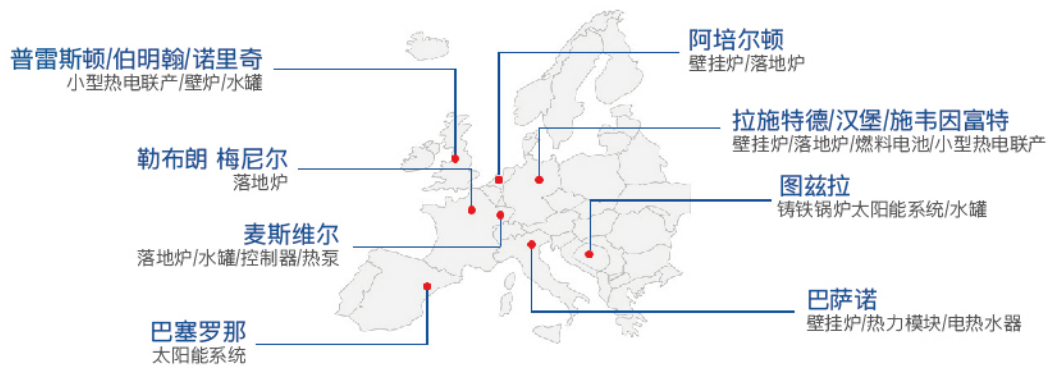 普雷斯顿/伯明翰/诺里奇
小型热电联产/壁炉/水罐
勒布朗 梅尼尔
落地炉
麦斯维尔
落地炉/水罐/控制器/热泵
巴塞罗那
太阳能系统
阿培尔顿
壁挂炉/落地炉
拉施特德/汉堡/施韦因富特
壁挂炉/落地炉/燃料电池/小型热电联产
图兹拉
铸铁锅炉太阳能系统/水罐
巴萨诺
壁挂炉/热力模块/电热水器